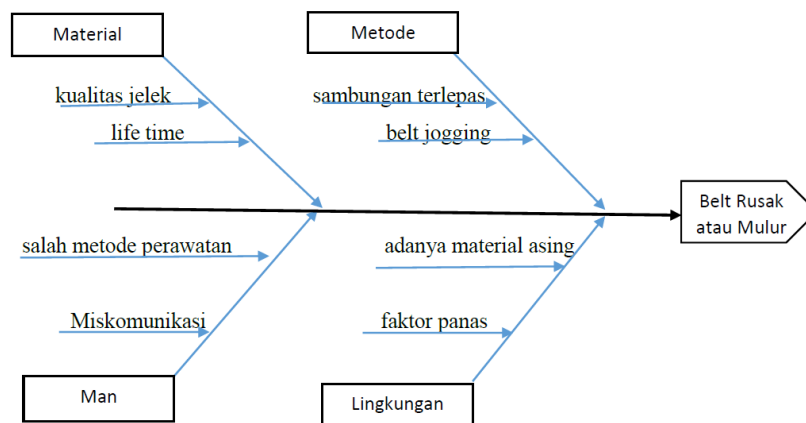 Material
Metode
kualitas jelek
life time
sambungan terlepas
belt jogging
Belt Rusak
atau Mulur
salah metode perawatan
Miskomunikasi
adanya material asing
faktor panas
Man
Lingkungan